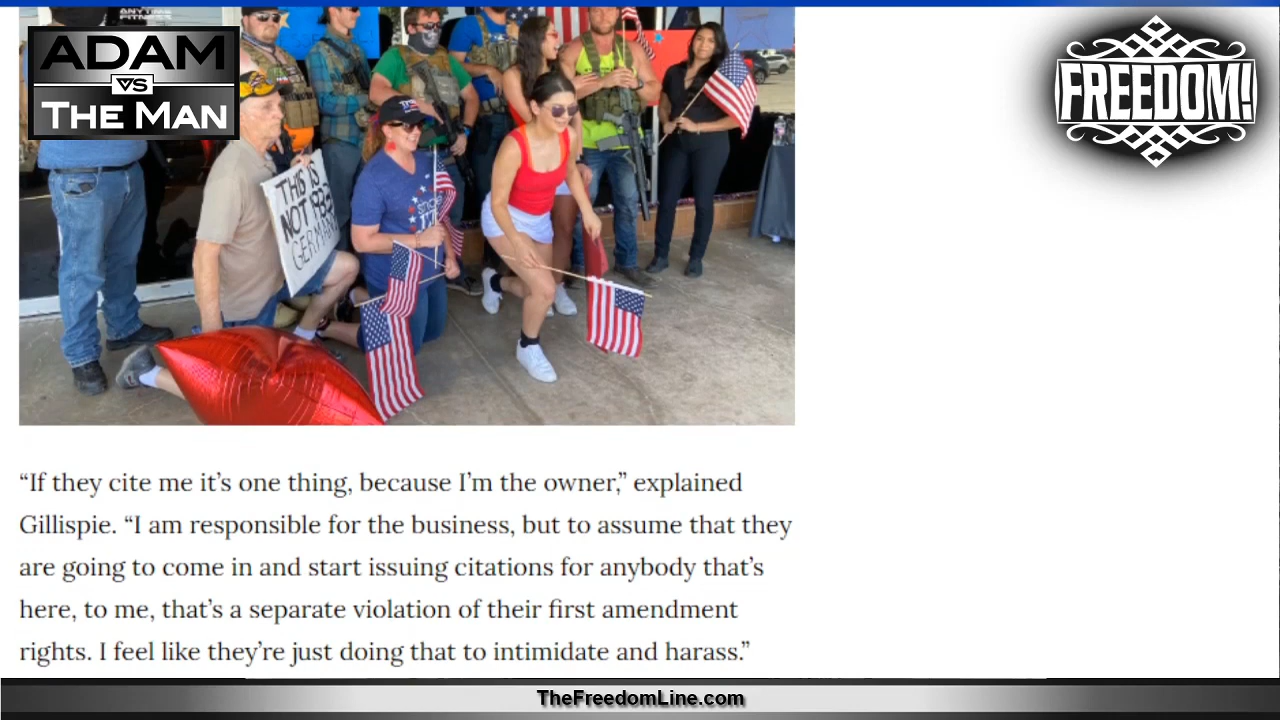 ANYTIME
FITNESS
ADAM
VS
THE MAN
FREEDOM!
THIS IS
NOT 1933
GERMANY
“If they cite me it’s one thing, because I’m the owner,” explained
Gillispie. “I am responsible for the business, but to assume that they
are going to come in and start issuing citations for anybody that’s
here, to me, that’s a separate violation of their first amendment
rights. I feel like they’re just doing that to intimidate and harass.”
TheFreedomLine.com